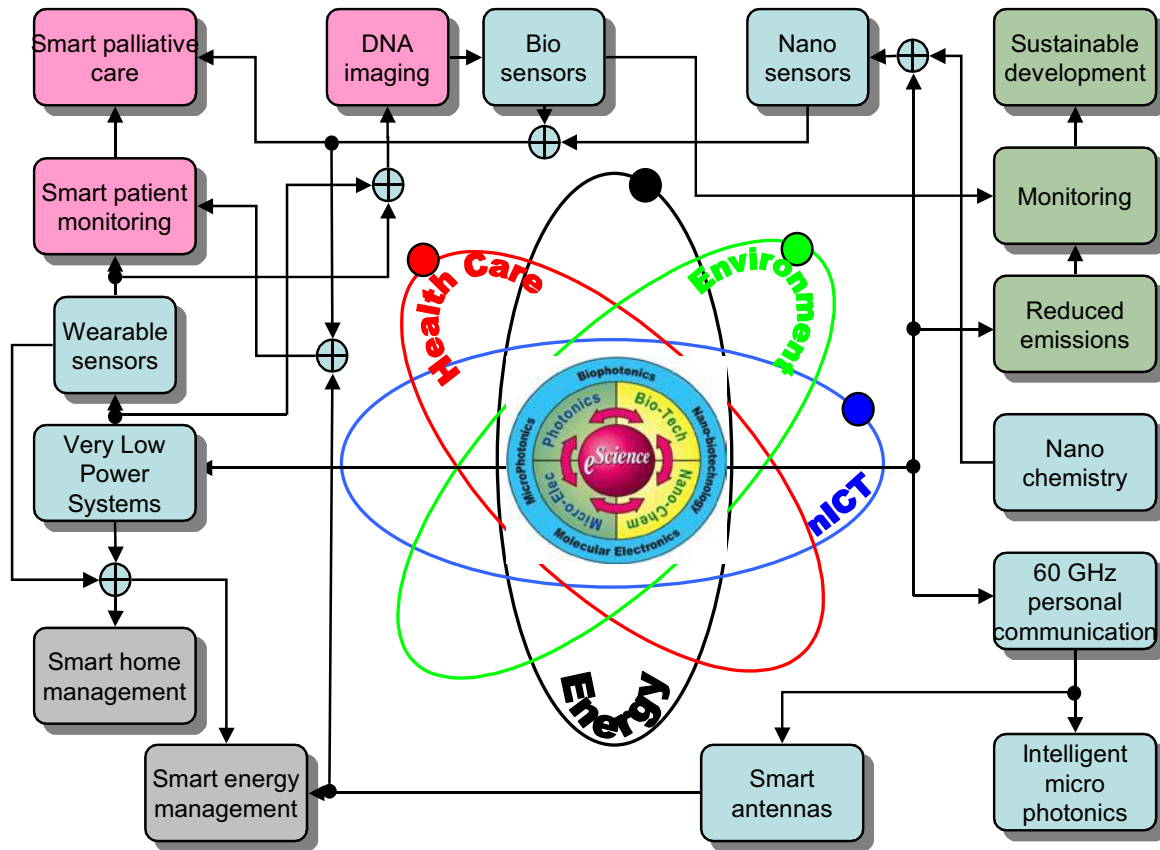 Smart palliative
care
DNA
imaging
Bio
sensors
Nano
sensors
Sustainable
development
Smart patient
monitoring
Monitoring
Health Care
Environment
Wearable
sensors
Reduced
emissions
Very Low
Power
Systems
Biophotonics
MicroPhotonics
Nano-biotechnology
Molecular Electronics
Photonics
Bio-Tech
Micro-Elec
Nano-Chem
eScience
nICT
Nano
chemistry
60 GHz
personal
communication
Smart home
management
Energy
Smart energy
management
Smart
antennas
Intelligent
micro
photonics